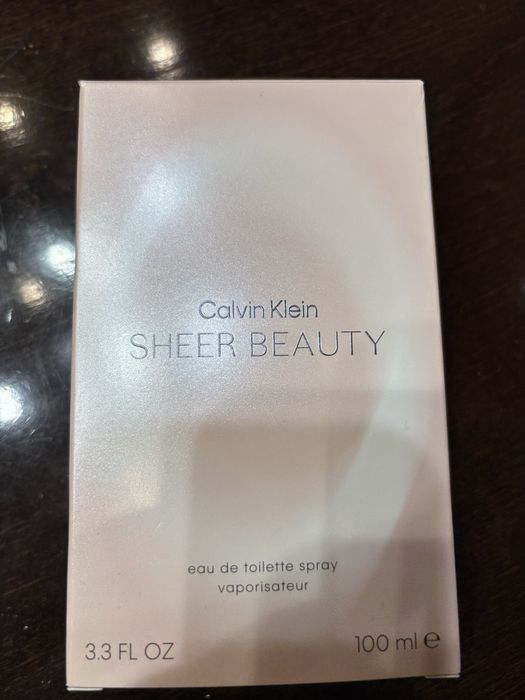 Calvin Klein
SHEER BEAUTY
eau de toilette spray
vaporisateur
3.3 FL OZ
100 ml ℮